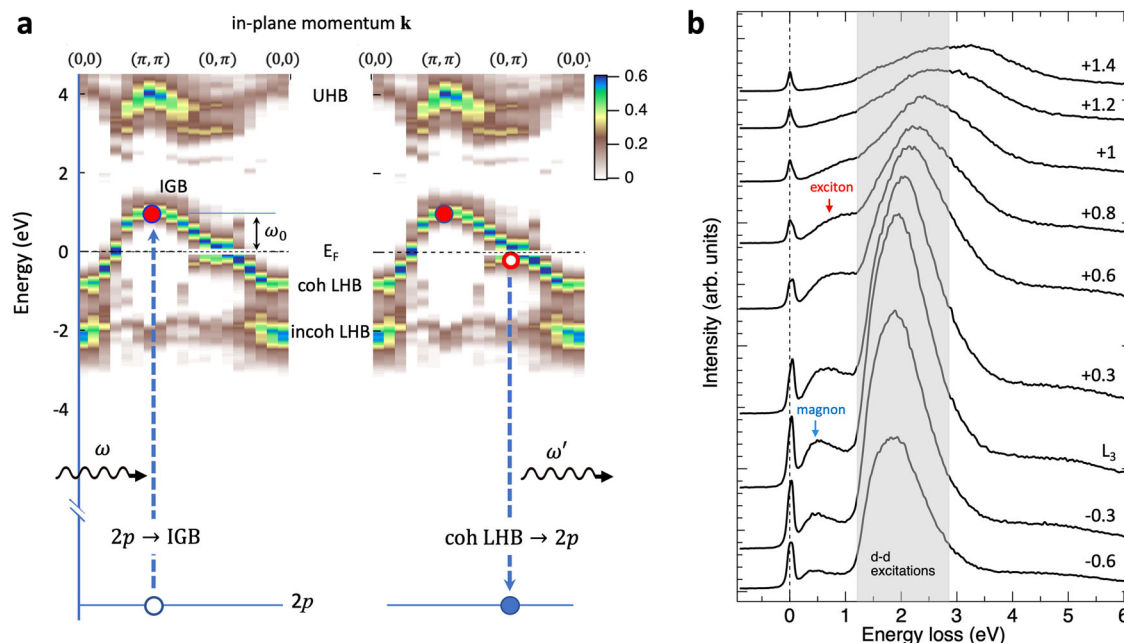 a
in-plane momentum k
(0,0) (π, π) (0, π) (0,0) (0,0) (π, π) (0, π) (0,0)
4
2
0
-2
-4
Energy (eV)
UHB
IGB
ω₀
E_F
coh LHB
incoh LHB
0.6
0.4
0.2
0
ω
ω′
2p → IGB
coh LHB → 2p
2p
b
Intensity (arb. units)
+1.4
+1.2
+1
+0.8
+0.6
+0.3
L₃
-0.3
-0.6
exciton
magnon
d-d
excitations
0 1 2 3 4 5 6
Energy loss (eV)